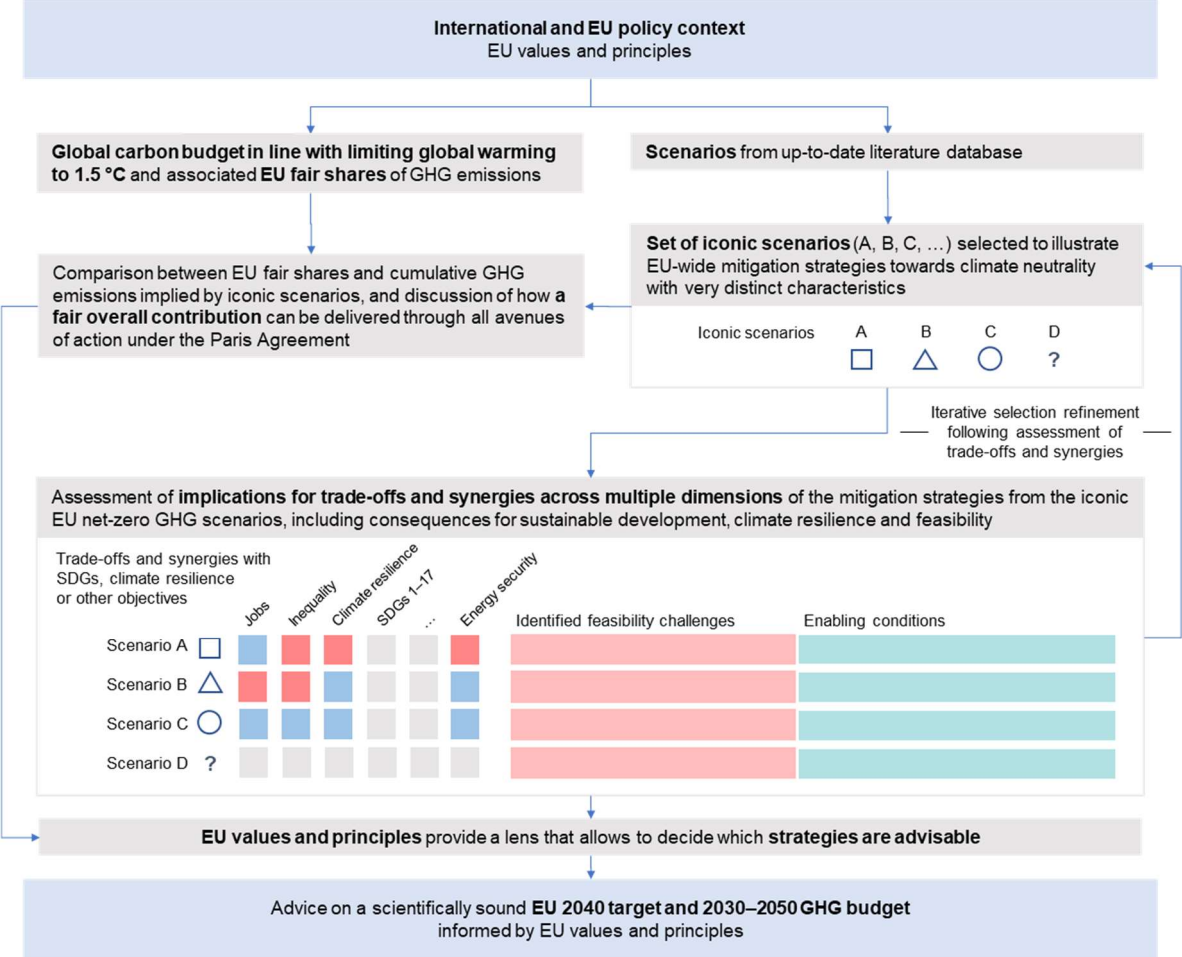 International and EU policy context
EU values and principles
Global carbon budget in line with limiting global warming
to 1.5 °C and associated EU fair shares of GHG emissions
Scenarios from up-to-date literature database
Set of iconic scenarios (A, B, C, …) selected to illustrate
EU-wide mitigation strategies towards climate neutrality
with very distinct characteristics
Comparison between EU fair shares and cumulative GHG
emissions implied by iconic scenarios, and discussion of how a
fair overall contribution can be delivered through all avenues
of action under the Paris Agreement
Iconic scenarios A B C D
?
Iterative selection refinement
following assessment of
trade-offs and synergies
Assessment of implications for trade-offs and synergies across multiple dimensions of the mitigation strategies from the iconic
EU net-zero GHG scenarios, including consequences for sustainable development, climate resilience and feasibility
Trade-offs and synergies with
SDGs, climate resilience
or other objectives
Jobs
Inequality
Climate resilience
SDGs 1–17
...
Energy security
Identified feasibility challenges
Enabling conditions
Scenario A
Scenario B
Scenario C
Scenario D ?
EU values and principles provide a lens that allows to decide which strategies are advisable
Advice on a scientifically sound EU 2040 target and 2030–2050 GHG budget
informed by EU values and principles